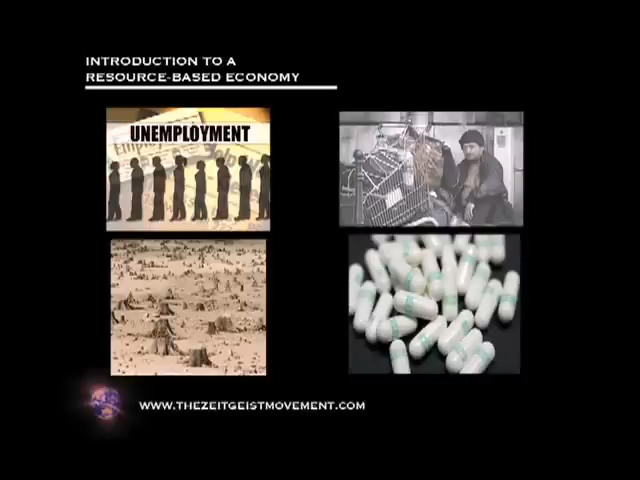 INTRODUCTION TO A
RESOURCE-BASED ECONOMY
UNEMPLOYMENT
WWW.THEZEITGEISTMOVEMENT.COM